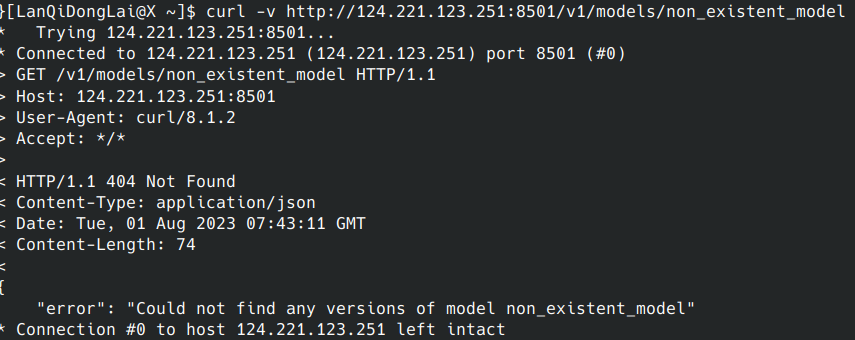 }[LanQiDongLai@X ~]$ curl -v http://124.221.123.251:8501/v1/models/non_existent_model
*   Trying 124.221.123.251:8501...
* Connected to 124.221.123.251 (124.221.123.251) port 8501 (#0)
> GET /v1/models/non_existent_model HTTP/1.1
> Host: 124.221.123.251:8501
> User-Agent: curl/8.1.2
> Accept: */*
>
< HTTP/1.1 404 Not Found
< Content-Type: application/json
< Date: Tue, 01 Aug 2023 07:43:11 GMT
< Content-Length: 74
<
{
    "error": "Could not find any versions of model non_existent_model"
* Connection #0 to host 124.221.123.251 left intact